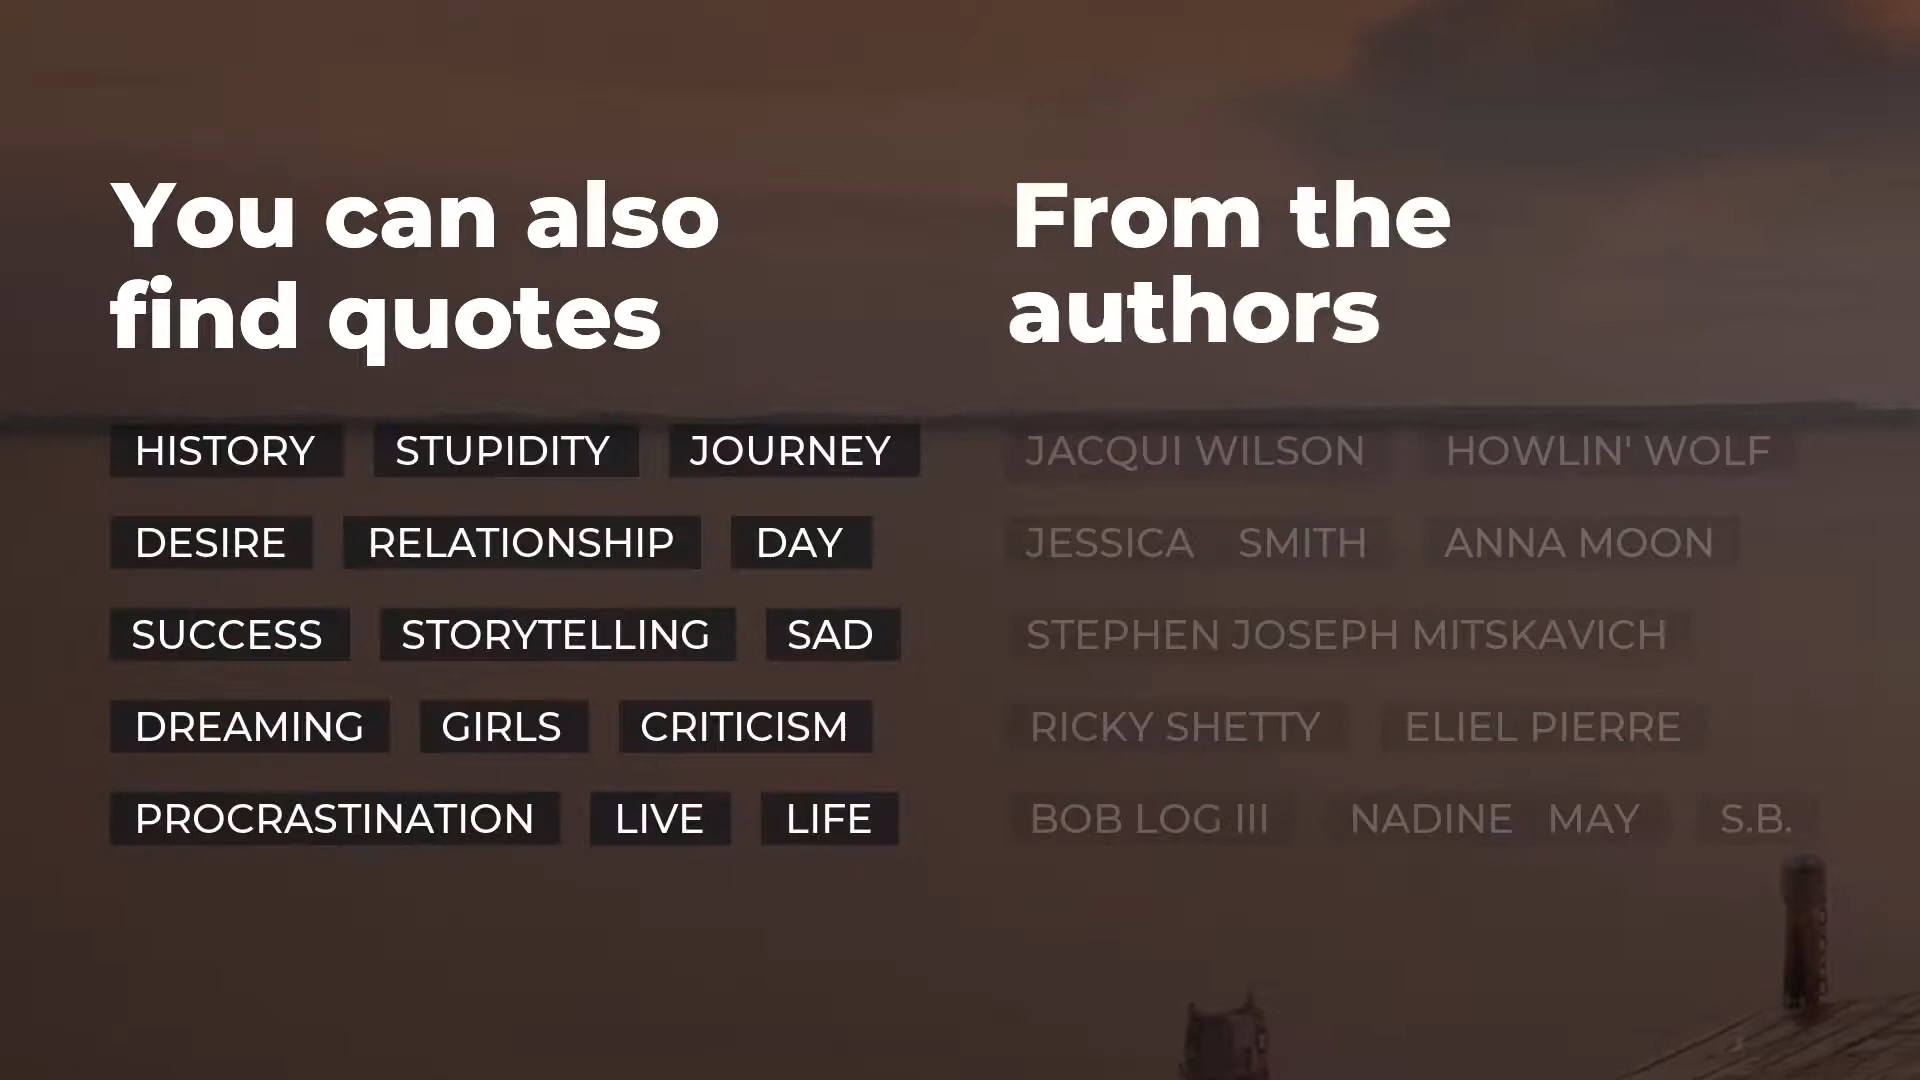 You can also
find quotes
HISTORY STUPIDITY JOURNEY
DESIRE RELATIONSHIP DAY
SUCCESS STORYTELLING SAD
DREAMING GIRLS CRITICISM
PROCRASTINATION LIVE LIFE
From the
authors
JACQUI WILSON HOWLIN' WOLF
JESSICA SMITH ANNA MOON
STEPHEN JOSEPH MITSKAVICH
RICKY SHETTY ELIEL PIERRE
BOB LOG III NADINE MAY S.B.